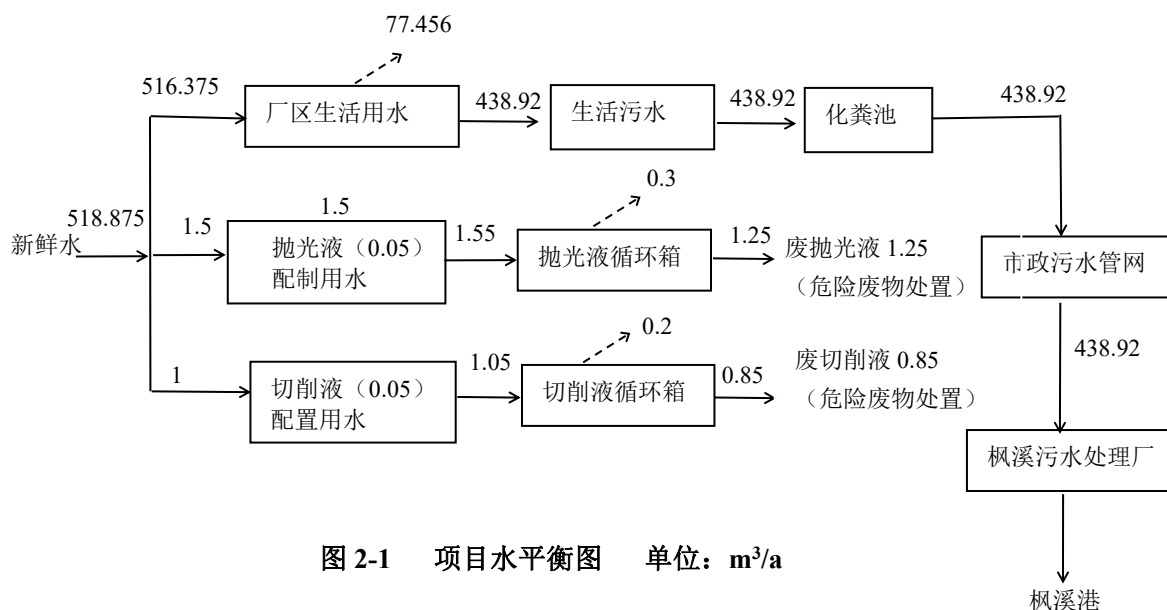 77.456
516.375
厂区生活用水
438.92
生活污水
438.92
化粪池
438.92
新鲜水
518.875
1.5
1.5
抛光液（0.05）
配制用水
1.55
0.3
抛光液循环箱
1.25
废抛光液 1.25
（危险废物处置）
市政污水管网
1
切削液（0.05）
配置用水
1.05
0.2
切削液循环箱
0.85
废切削液 0.85
（危险废物处置）
438.92
枫溪污水处理厂
枫溪港
图 2-1 项目水平衡图 单位：m³/a